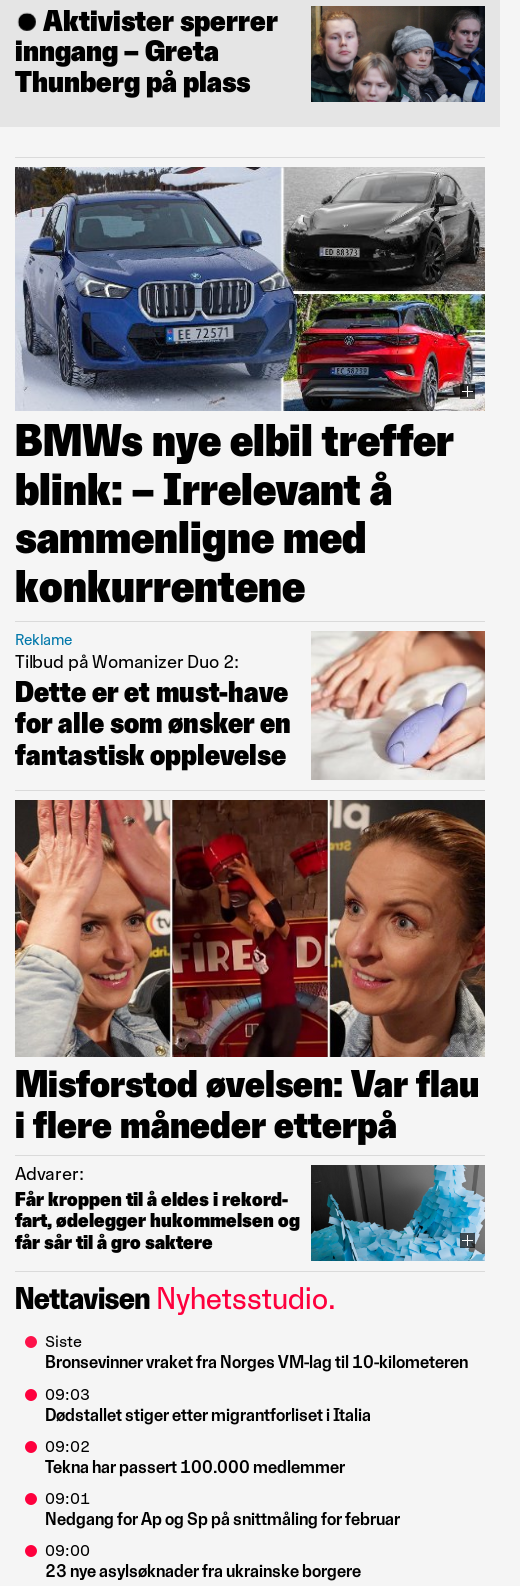 ● Aktivister sperrer
inngang – Greta
Thunberg på plass
EE 72571
ED 88373
BMWs nye elbil treffer
blink: – Irrelevant å
sammenligne med
konkurrentene
Reklame
Tilbud på Womanizer Duo 2:
Dette er et must-have
for alle som ønsker en
fantastisk opplevelse
FIRE
Misforstod øvelsen: Var flau
i flere måneder etterpå
Advarer:
Får kroppen til å eldes i rekord-
fart, ødelegger hukommelsen og
får sår til å gro saktere
Nettavisen Nyhetsstudio.
Siste
Bronsevinner vraket fra Norges VM-lag til 10-kilometeren
09:03
Dødstallet stiger etter migrantforliset i Italia
09:02
Tekna har passert 100.000 medlemmer
09:01
Nedgang for Ap og Sp på snittmåling for februar
09:00
23 nye asylsøknader fra ukrainske borgere